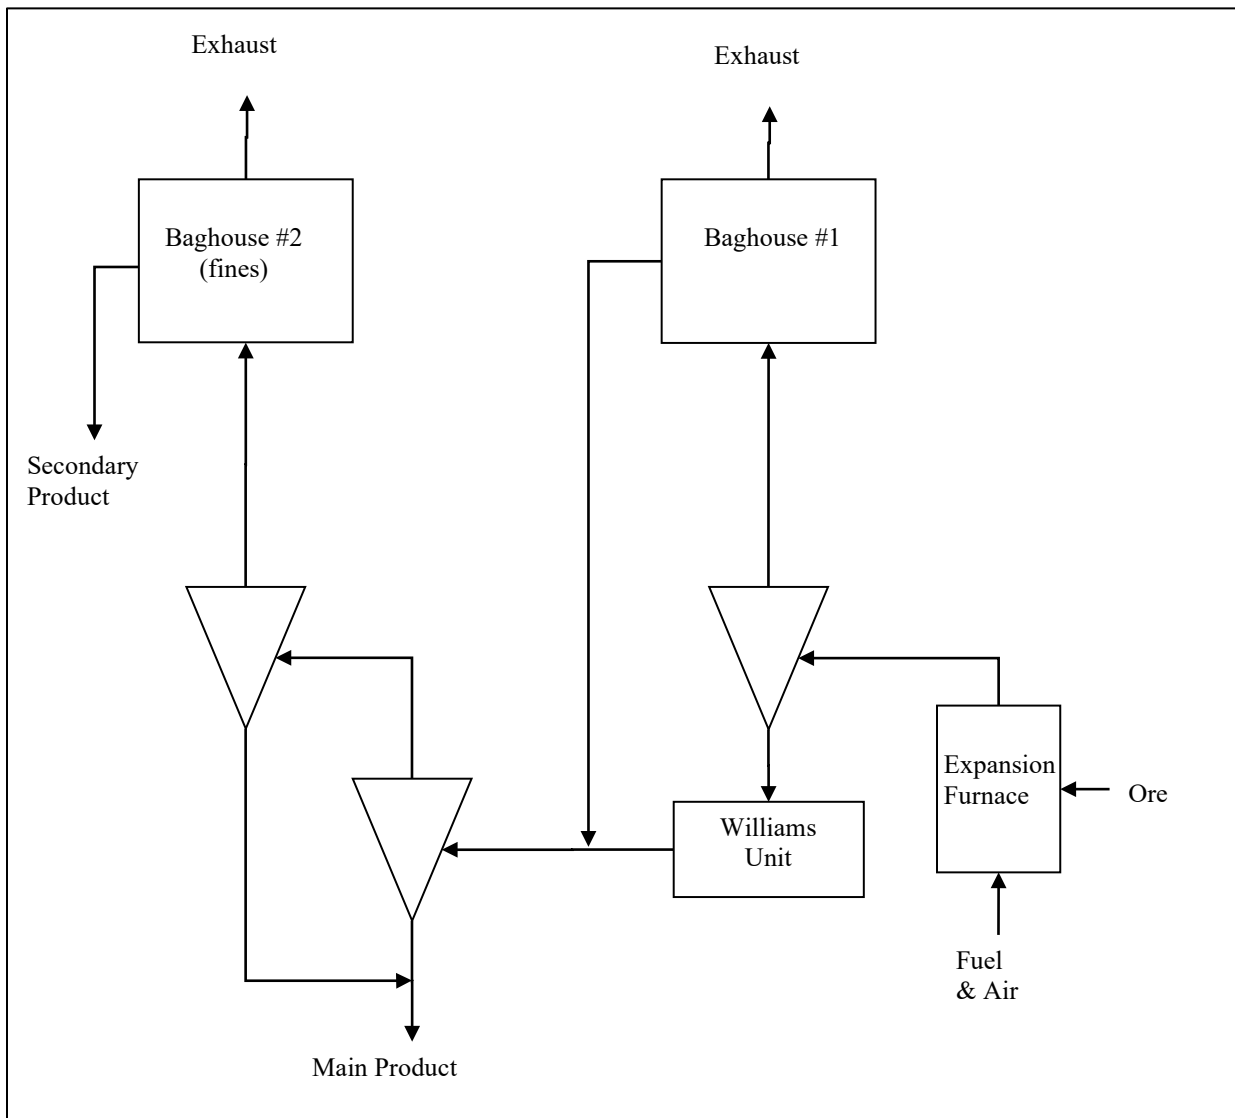 Exhaust
Exhaust
Baghouse #2
(fines)
Baghouse #1
Secondary
Product
Expansion
Furnace
Ore
Williams
Unit
Fuel
& Air
Main Product